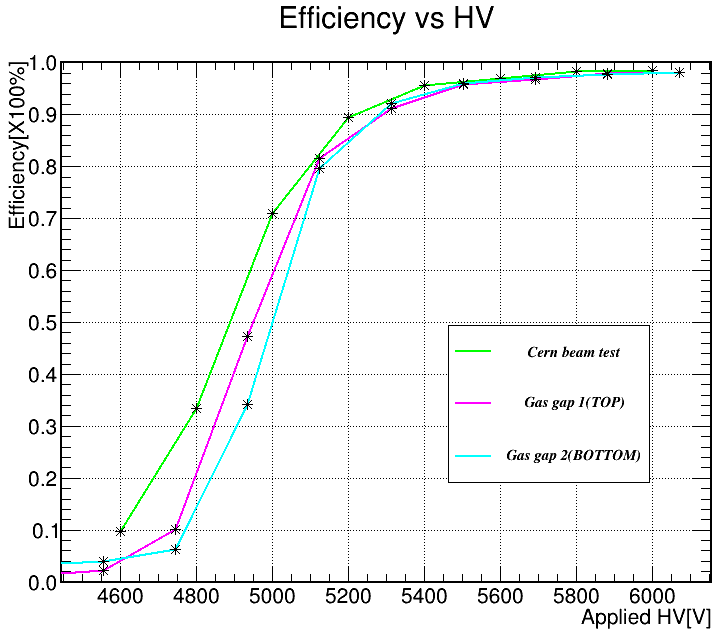 Efficiency vs HV
Efficiency[X100%]
1.0
0.9
0.8
0.7
0.6
0.5
0.4
0.3
0.2
0.1
0.0
Cern beam test
Gas gap 1(TOP)
Gas gap 2(BOTTOM)
4600 4800 5000 5200 5400 5600 5800 6000
Applied HV[V]